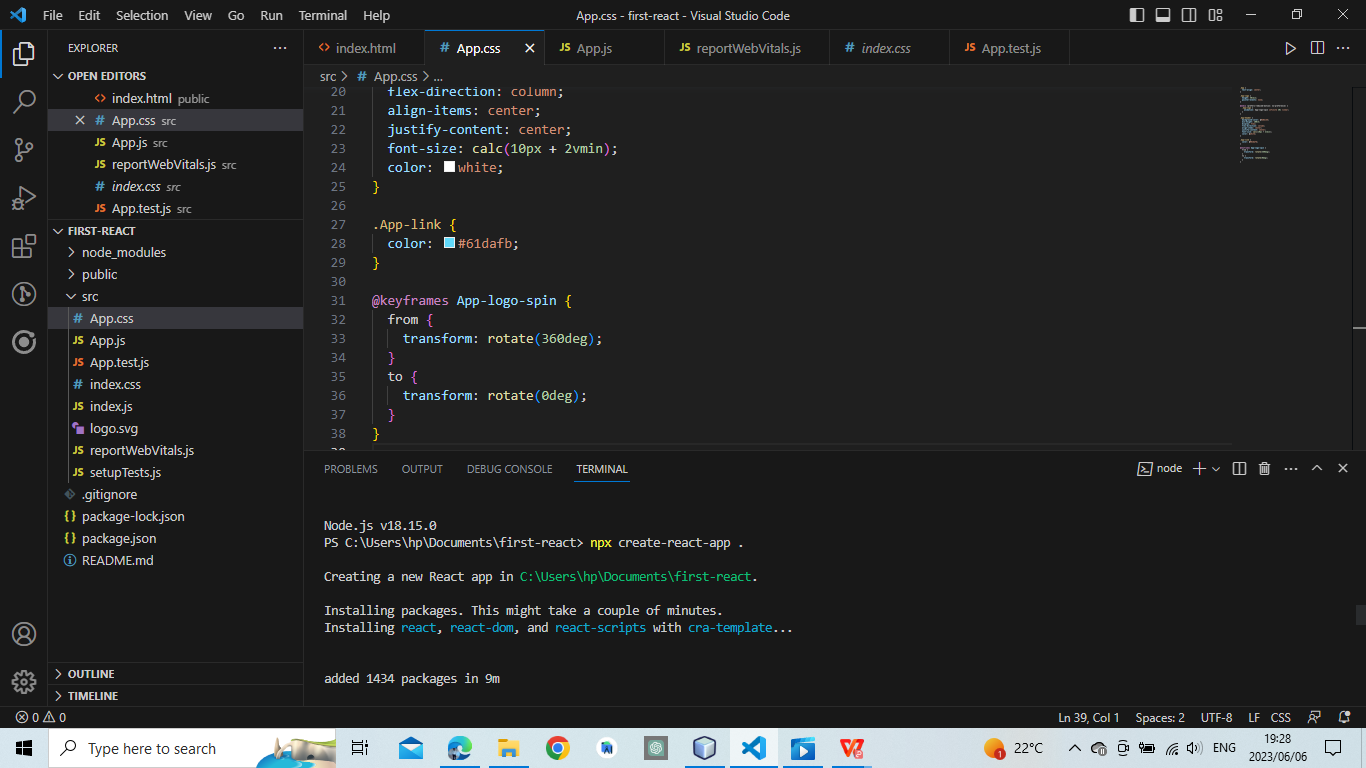 File Edit Selection View Go Run Terminal Help
App.css - first-react - Visual Studio Code
EXPLORER
OPEN EDITORS
index.html public
App.css src
App.js src
reportWebVitals.js src
index.css src
App.test.js src
FIRST-REACT
node_modules
public
src
App.css
App.js
App.test.js
index.css
index.js
logo.svg
reportWebVitals.js
setupTests.js
.gitignore
package-lock.json
package.json
README.md
OUTLINE
TIMELINE
index.html App.css App.js reportWebVitals.js index.css App.test.js
src > App.css > ...
20 flex-direction: column;
21 align-items: center;
22 justify-content: center;
23 font-size: calc(10px + 2vmin);
24 color: white;
25 }
26
27 .App-link {
28 color: #61dafb;
29 }
30
31 @keyframes App-logo-spin {
32 from {
33 transform: rotate(360deg);
34 }
35 to {
36 transform: rotate(0deg);
37 }
38 }
39
PROBLEMS OUTPUT DEBUG CONSOLE TERMINAL
node
Node.js v18.15.0
PS C:\Users\hp\Documents\first-react> npx create-react-app .
Creating a new React app in C:\Users\hp\Documents\first-react.
Installing packages. This might take a couple of minutes.
Installing react, react-dom, and react-scripts with cra-template...
added 1434 packages in 9m
0 0
Ln 39, Col 1 Spaces: 2 UTF-8 LF CSS
Type here to search
1 22°C ENG
19:28
2023/06/06